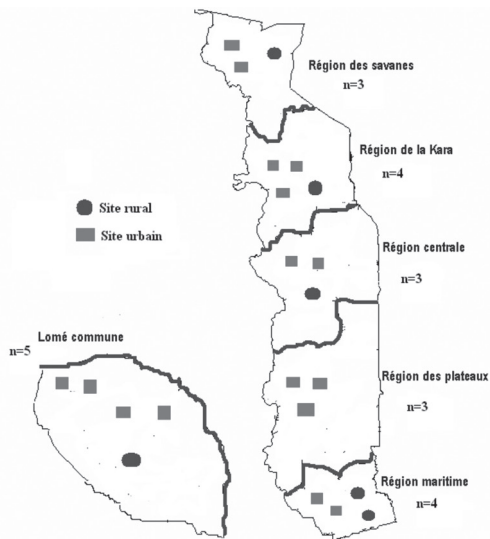 Région des savanes
n=3
Région de la Kara
n=4
Site rural
Site urbain
Région centrale
n=3
Lomé commune
n=5
Région des plateaux
n=3
Région maritime
n=4